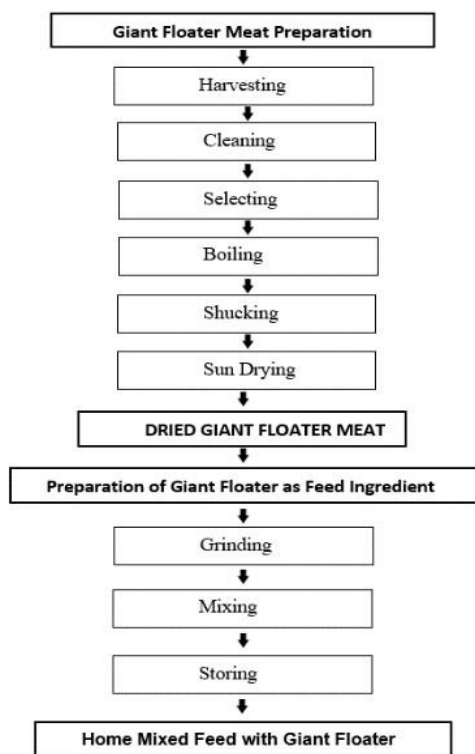 Giant Floater Meat Preparation
Harvesting
Cleaning
Selecting
Boiling
Shucking
Sun Drying
DRIED GIANT FLOATER MEAT
Preparation of Giant Floater as Feed Ingredient
Grinding
Mixing
Storing
Home Mixed Feed with Giant Floater